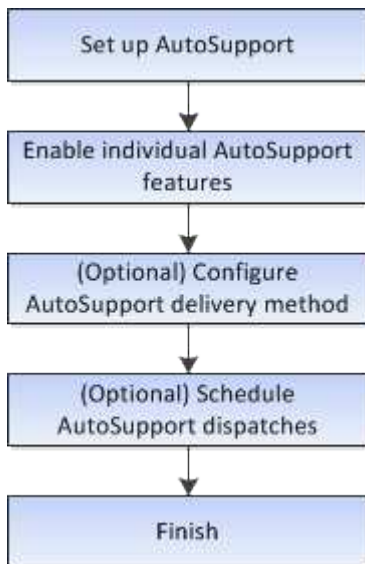 Set up AutoSupport
Enable individual AutoSupport
features
(Optional) Configure
AutoSupport delivery method
(Optional) Schedule
AutoSupport dispatches
Finish